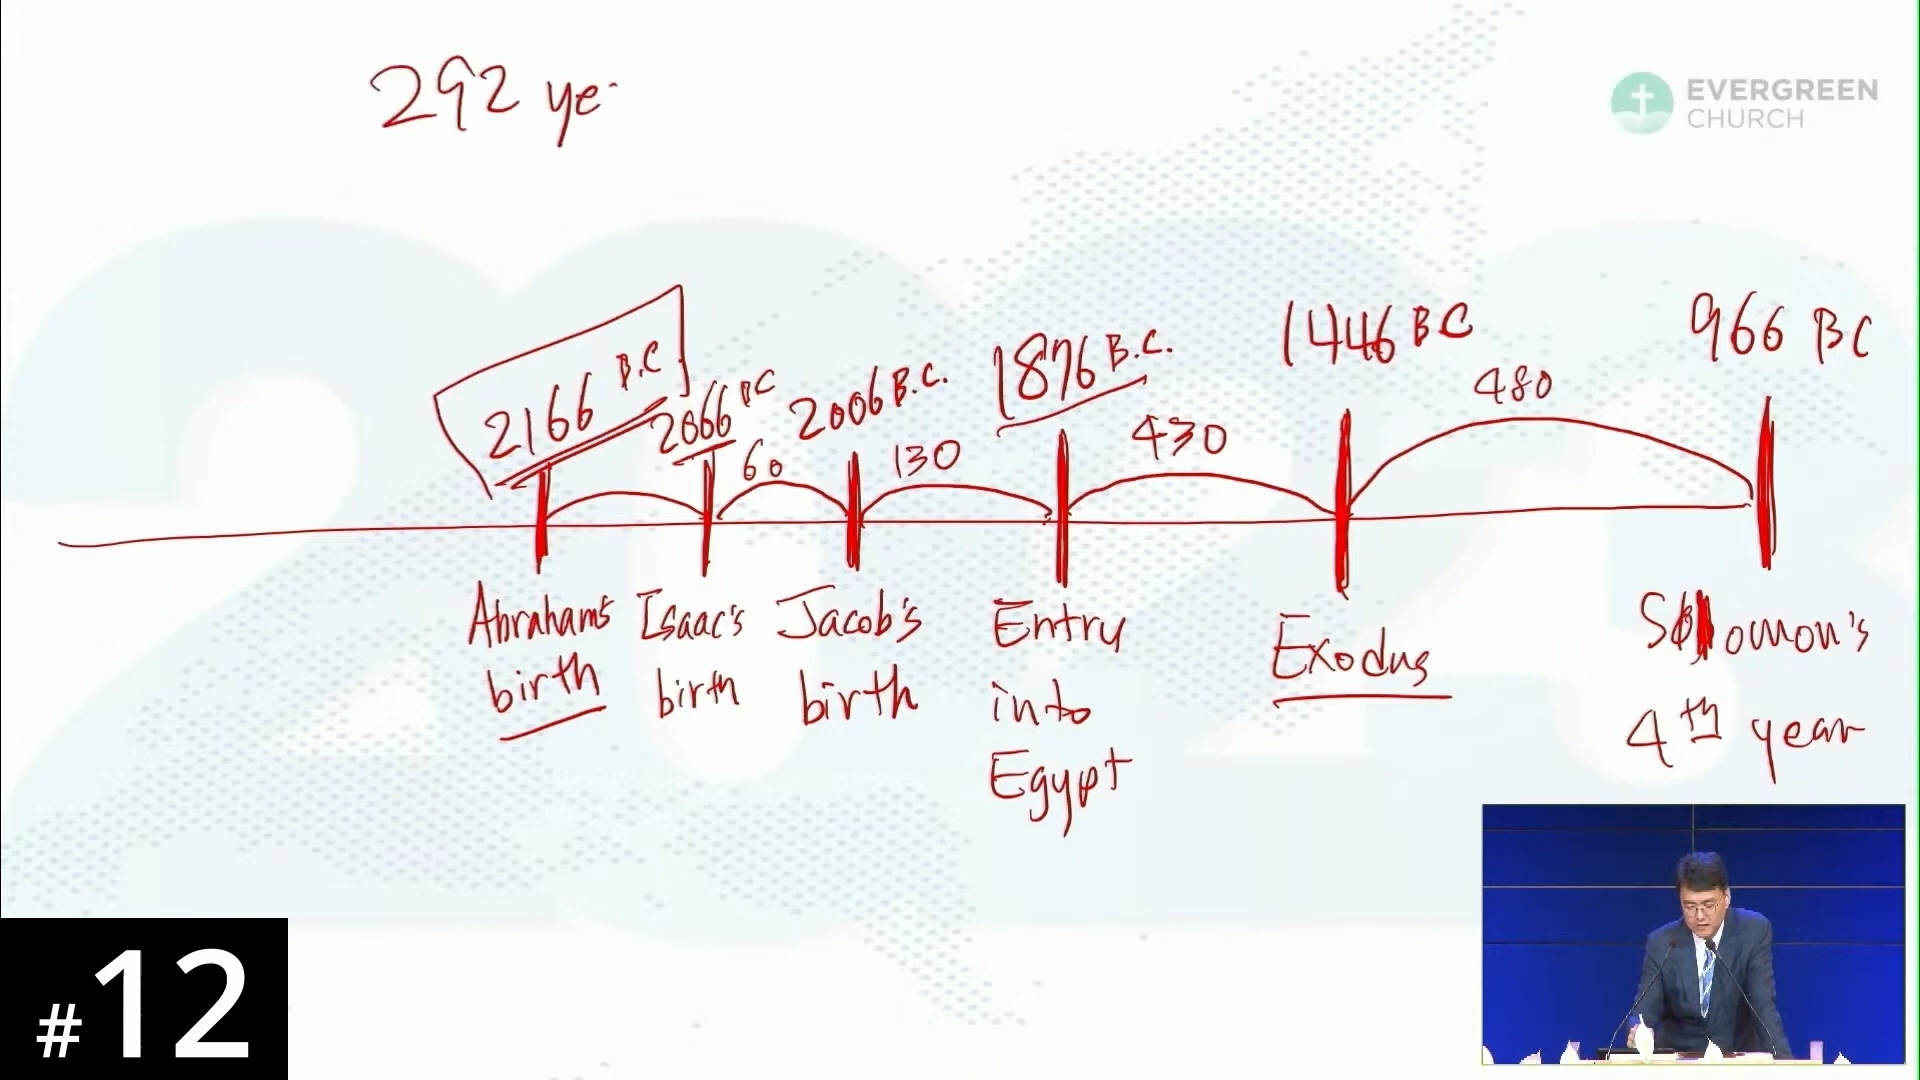 292 ye
EVERGREEN
CHURCH
2166 B.C
2066 BC
2006 B.C.
1876 B.C.
1446 BC
966 BC
60
130
430
480
Abraham's
birth
Isaac's
birth
Jacob's
birth
Entry
into
Egypt
Exodus
Solomon's
4th year
#12